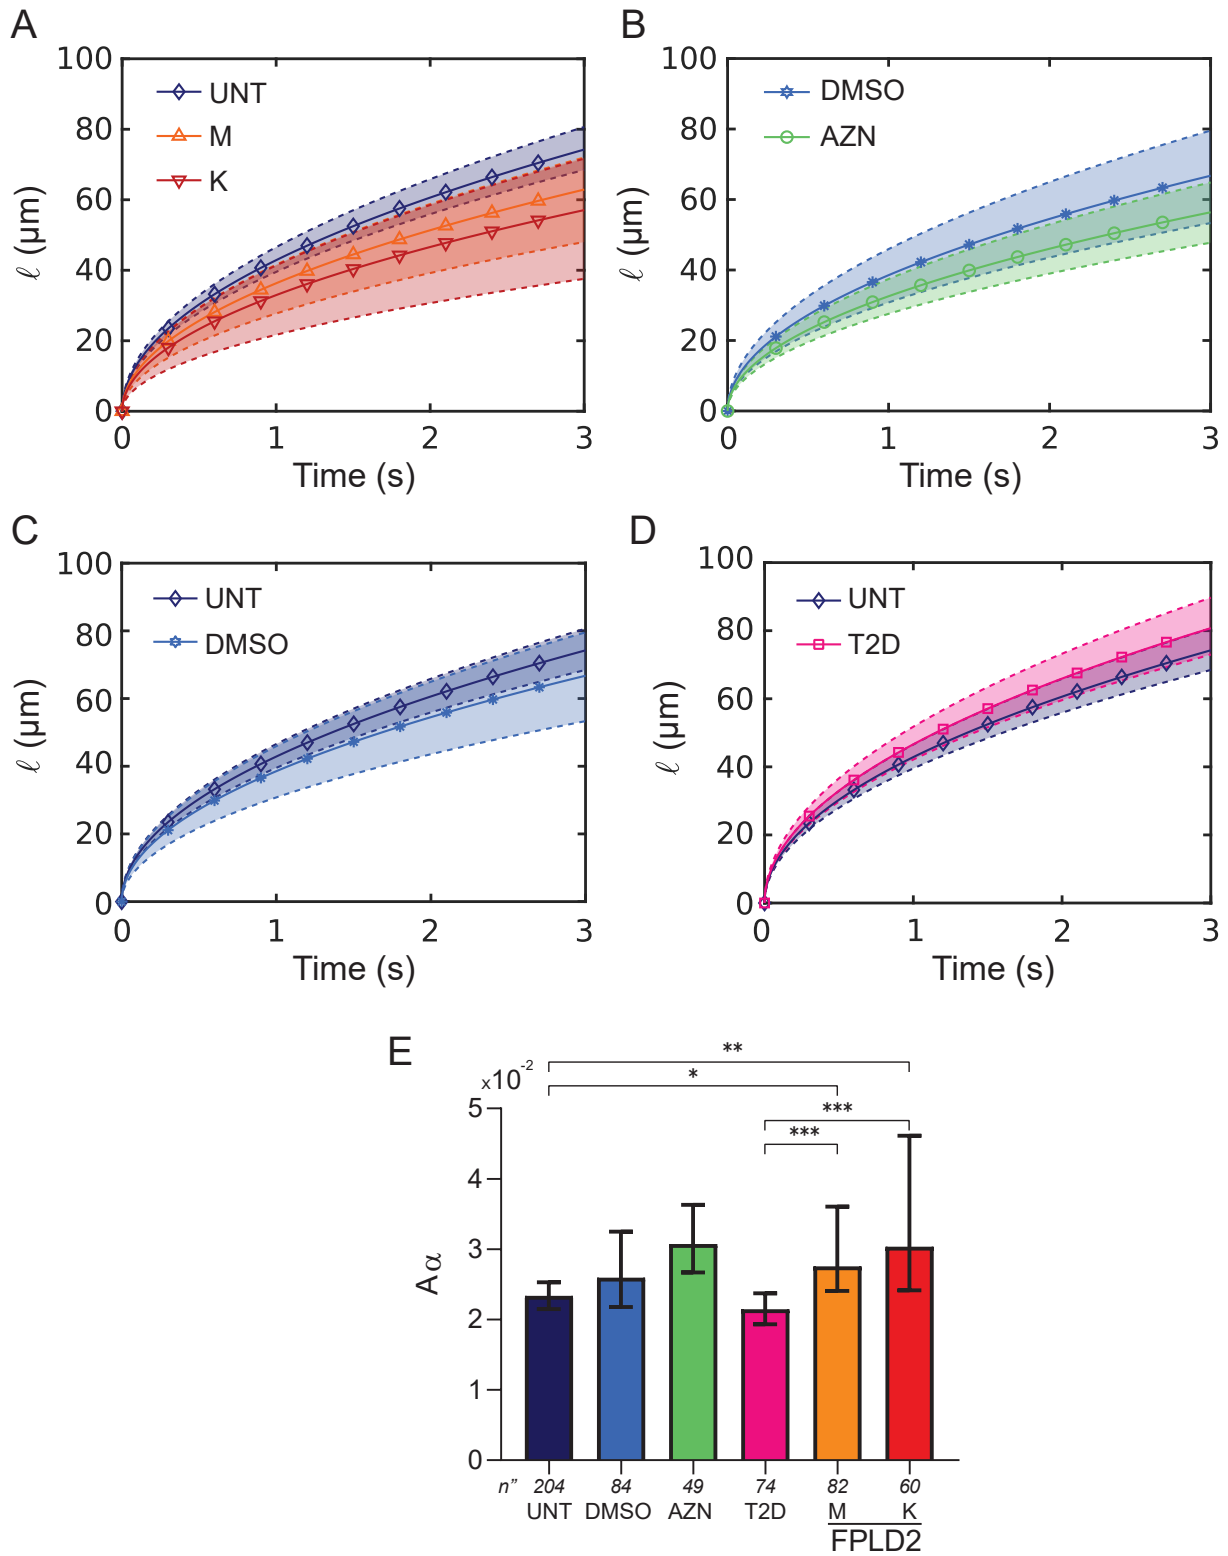 A
100
80
60
40
20
0
ℓ (μm)
UNT
M
K
0 1 2 3
Time (s)
B
100
80
60
40
20
0
ℓ (μm)
DMSO
AZN
0 1 2 3
Time (s)
C
100
80
60
40
20
0
ℓ (μm)
UNT
DMSO
0 1 2 3
Time (s)
D
100
80
60
40
20
0
ℓ (μm)
UNT
T2D
0 1 2 3
Time (s)
E
×10⁻²
5
4
3
2
1
0
Aα
**
*
***
***
n” 204 84 49 74 82 60
UNT DMSO AZN T2D M K
FPLD2